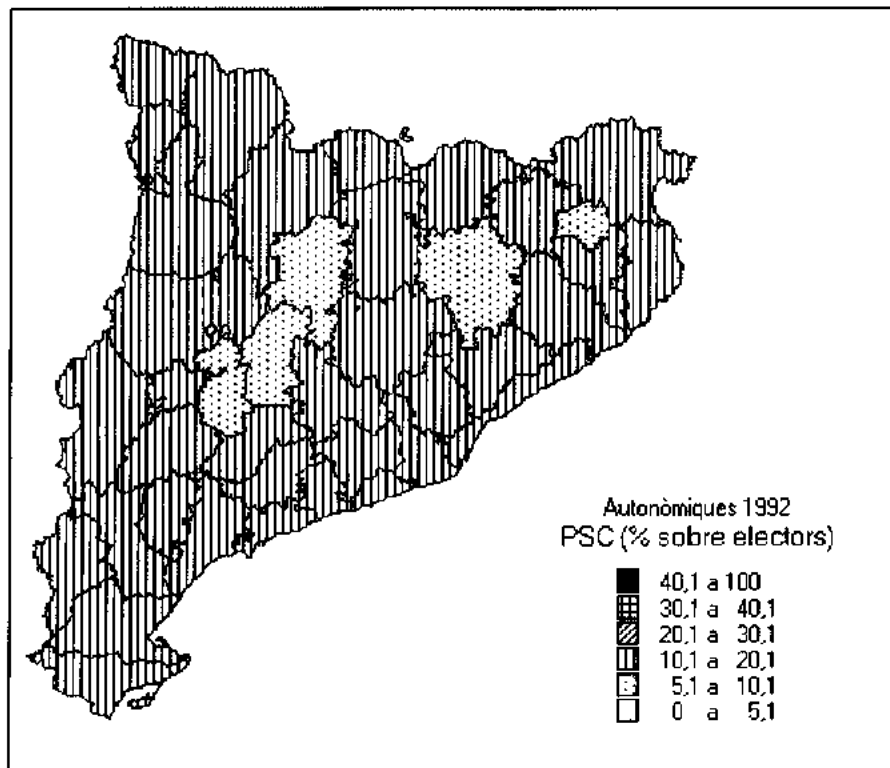 Autonòmiques 1992
PSC (% sobre electors)
40,1 a 100
30,1 a 40,1
20,1 a 30,1
10,1 a 20,1
5,1 a 10,1
0 a 5,1